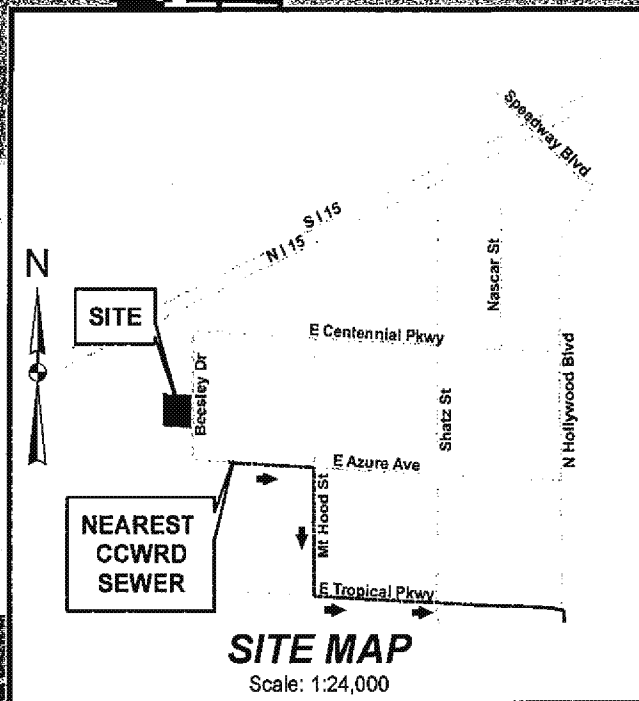 Speedway Blvd
S I 15
N I 15
N
Nascar St
SITE
E Centennial Pkwy
Beesley Dr
Shatz St
N Hollywood Blvd
E Azure Ave
NEAREST
CCWRD
SEWER
Mt Hood St
E Tropical Pkwy
SITE MAP
Scale: 1:24,000